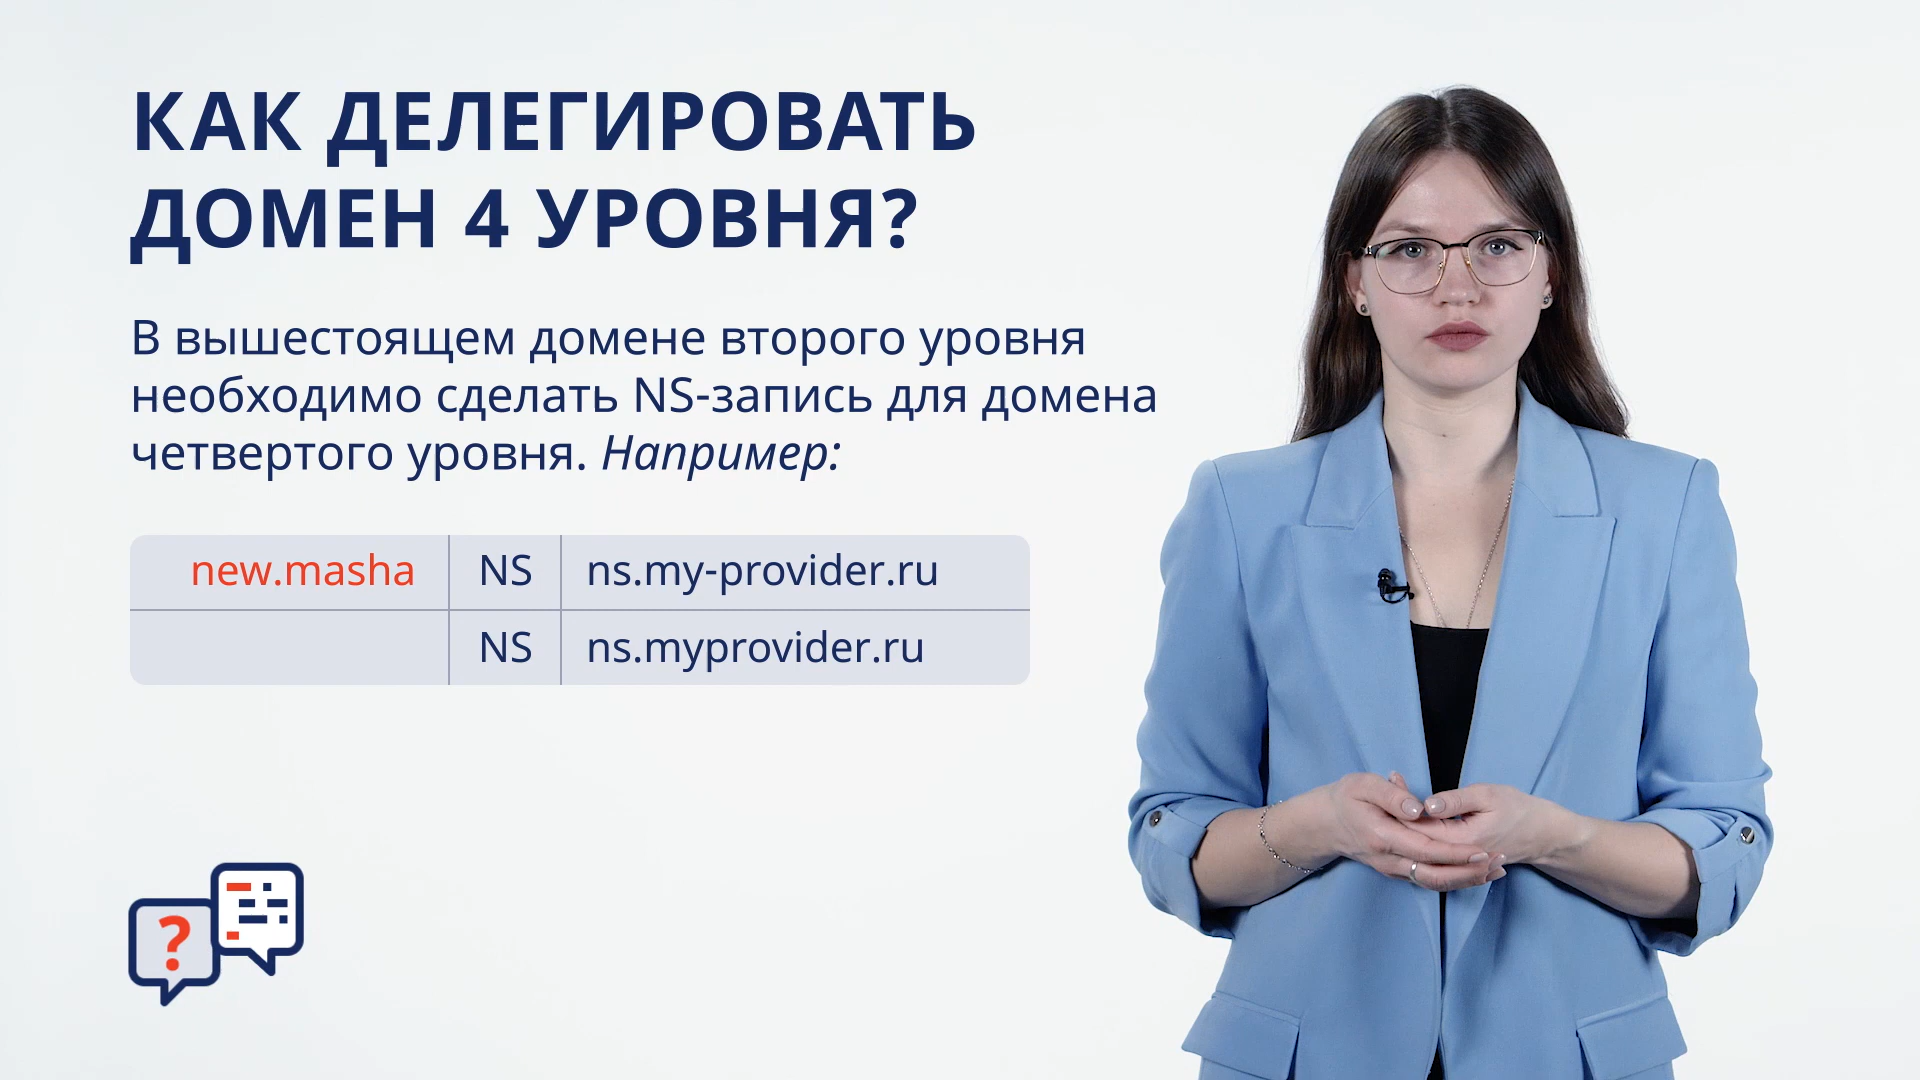 КАК ДЕЛЕГИРОВАТЬ
ДОМЕН 4 УРОВНЯ?
В вышестоящем домене второго уровня
необходимо сделать NS-запись для домена
четвертого уровня. Например:
new.masha NS ns.my-provider.ru
NS ns.myprovider.ru
?